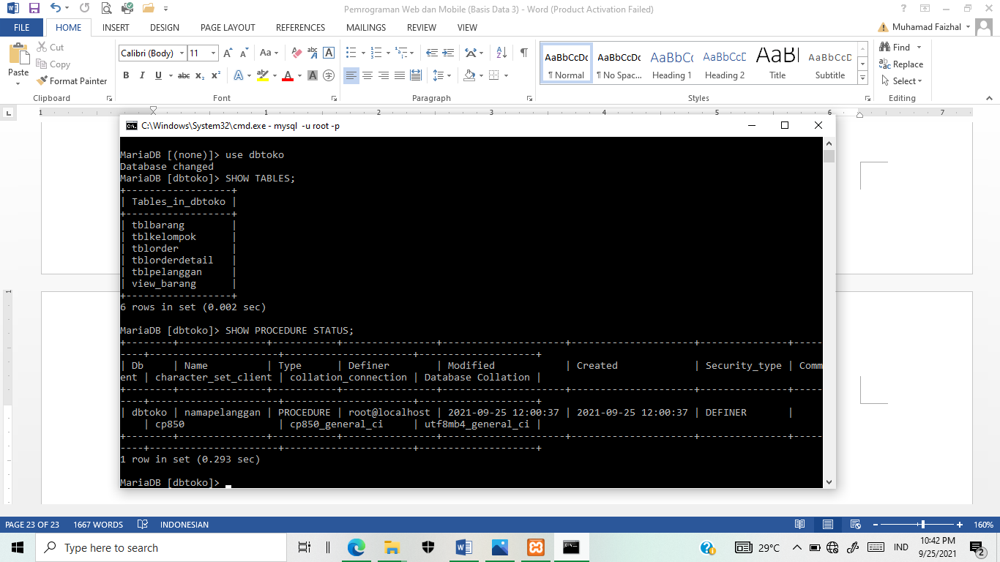 Pemrograman Web dan Mobile (Basis Data 3) - Word (Product Activation Failed)
FILE HOME INSERT DESIGN PAGE LAYOUT REFERENCES MAILINGS REVIEW VIEW Muhamad Faizhal
Paste
Cut
Copy
Format Painter
Clipboard
Calibri (Body) 11
Font
Paragraph
AaBbCcDc AaBbCcDc AaBbCc AaBbCcD AaBl AaBbCcD
¶ Normal ¶ No Spac... Heading 1 Heading 2 Title Subtitle
Styles
Find
Replace
Select
Editing
1 1 2 3 4 5 6 7
C:\Windows\System32\cmd.exe - mysql  -u root -p
MariaDB [(none)]> use dbtoko
Database changed
MariaDB [dbtoko]> SHOW TABLES;
+------------------+
| Tables_in_dbtoko |
+------------------+
| tblbarang        |
| tblkelompok      |
| tblorder         |
| tblorderdetail   |
| tblpelanggan     |
| view_barang      |
+------------------+
6 rows in set (0.002 sec)
MariaDB [dbtoko]> SHOW PROCEDURE STATUS;
+--------+---------------+-----------+----------------+---------------------+---------------------+---------------+-----
----+----------------------+----------------------+--------------------+
| Db     | Name          | Type      | Definer        | Modified            | Created             | Security_type | Comm
ent | character_set_client | collation_connection | Database Collation |
+--------+---------------+-----------+----------------+---------------------+---------------------+---------------+-----
----+----------------------+----------------------+--------------------+
| dbtoko | namapelanggan | PROCEDURE | root@localhost | 2021-09-25 12:00:37 | 2021-09-25 12:00:37 | DEFINER       |
    | cp850                | cp850_general_ci     | utf8mb4_general_ci |
+--------+---------------+-----------+----------------+---------------------+---------------------+---------------+-----
----+----------------------+----------------------+--------------------+
1 row in set (0.293 sec)
MariaDB [dbtoko]>
PAGE 23 OF 23 1667 WORDS INDONESIAN 160%
Type here to search 29°C IND 10:42 PM
9/25/2021 2